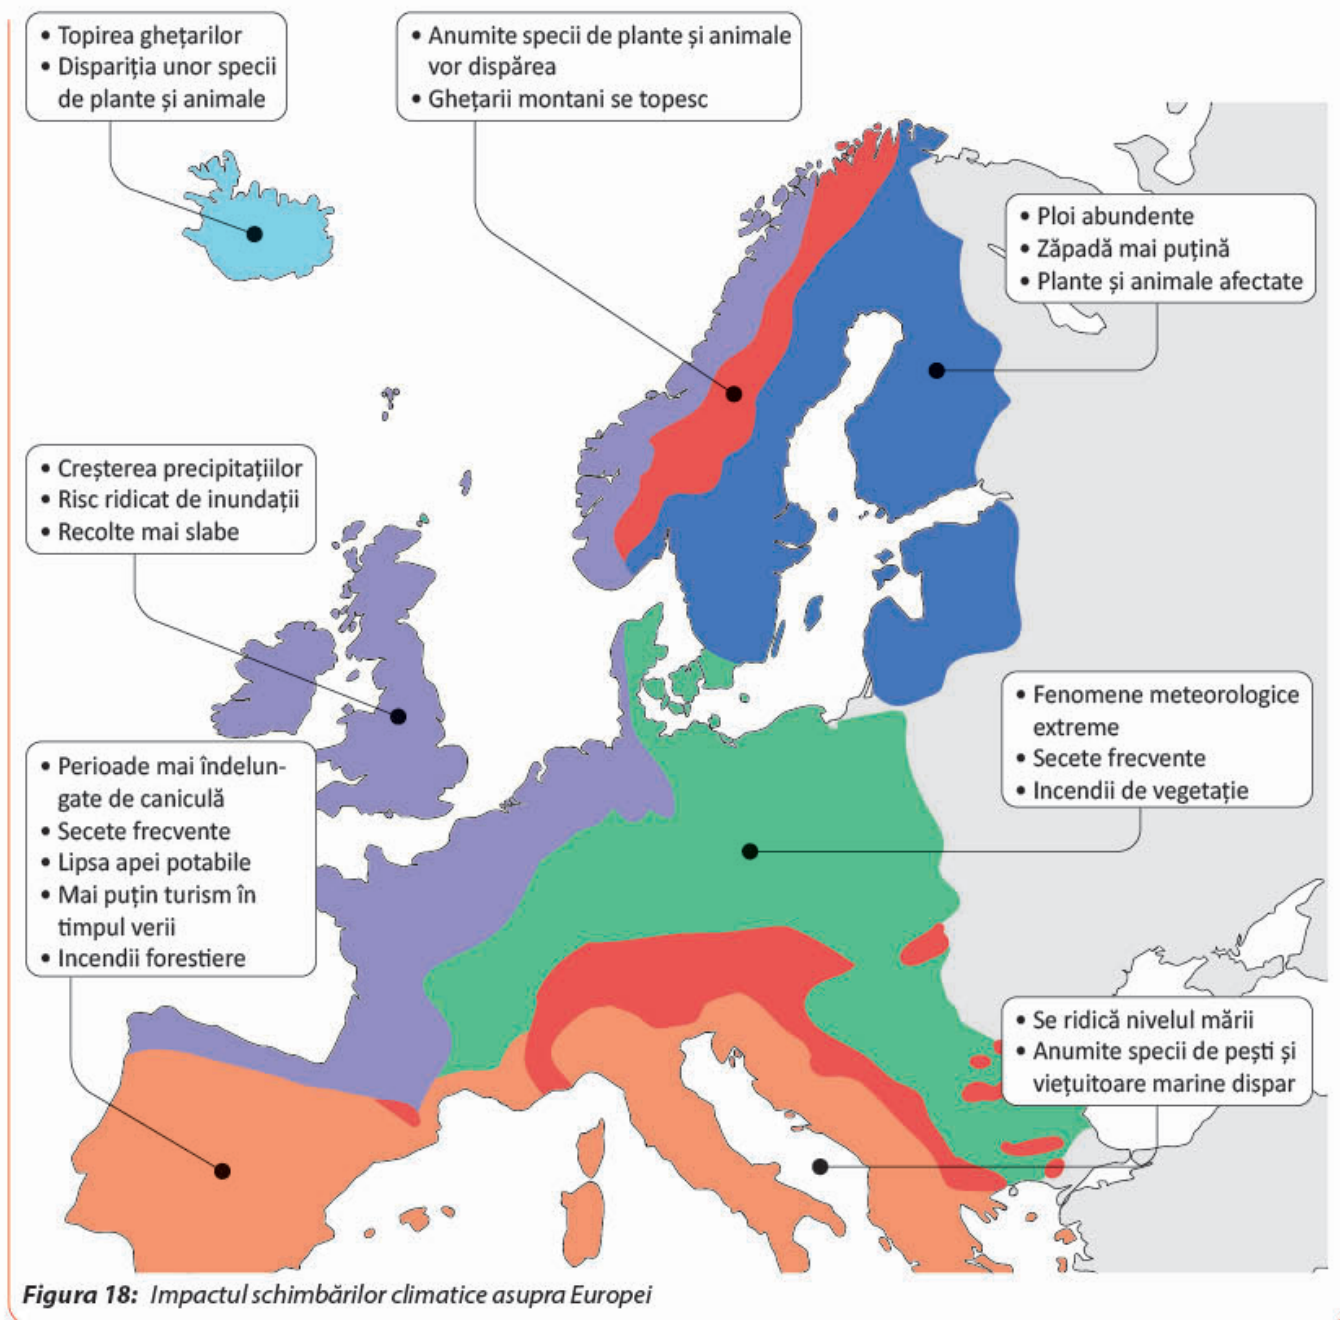 • Topirea ghețarilor
• Dispariția unor specii
de plante și animale
• Anumite specii de plante și animale
vor dispărea
• Ghețarii montani se topesc
• Ploi abundente
• Zăpadă mai puțină
• Plante și animale afectate
• Creșterea precipitațiilor
• Risc ridicat de inundații
• Recolte mai slabe
• Fenomene meteorologice
extreme
• Secete frecvente
• Incendii de vegetație
• Perioade mai îndelun-
gate de caniculă
• Secete frecvente
• Lipsa apei potabile
• Mai puțin turism în
timpul verii
• Incendii forestiere
• Se ridică nivelul mării
• Anumite specii de pești și
viețuitoare marine dispar
Figura 18: Impactul schimbărilor climatice asupra Europei